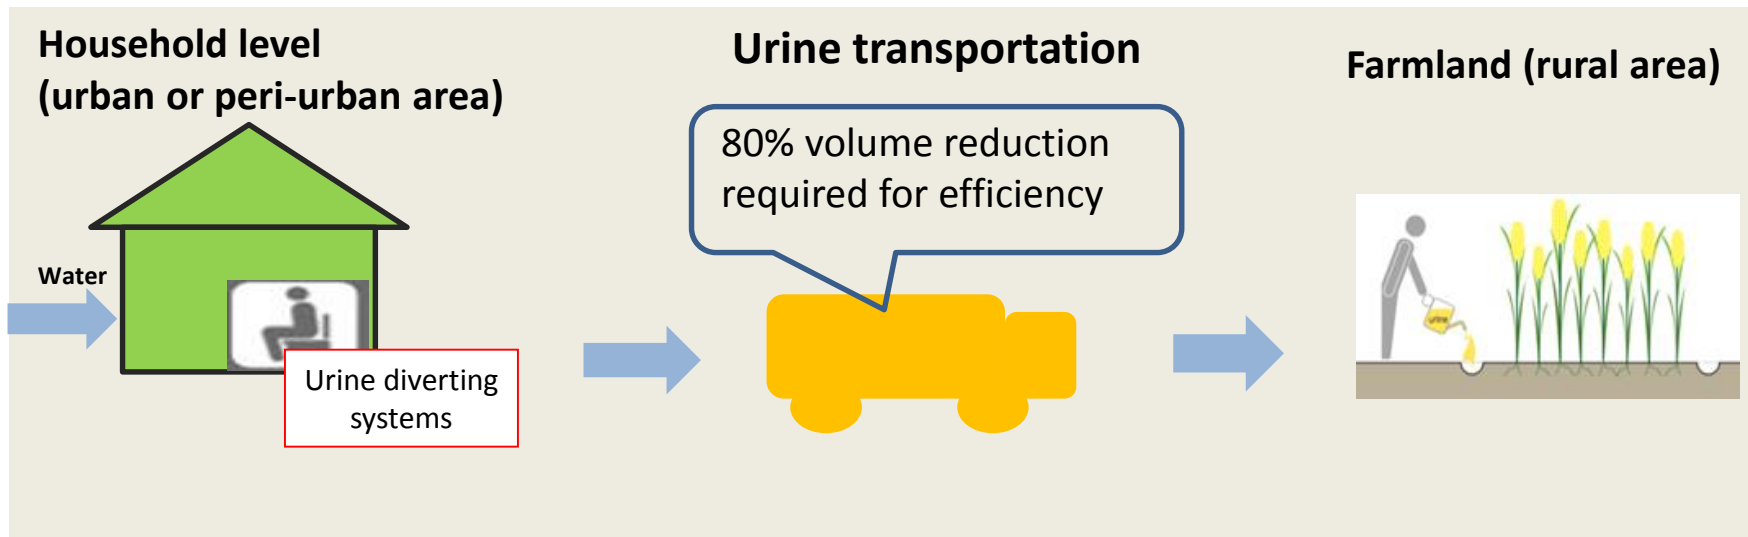 Household level
(urban or peri-urban area)
Urine transportation
Farmland (rural area)
80% volume reduction
required for efficiency
Water
urine
Urine diverting
systems